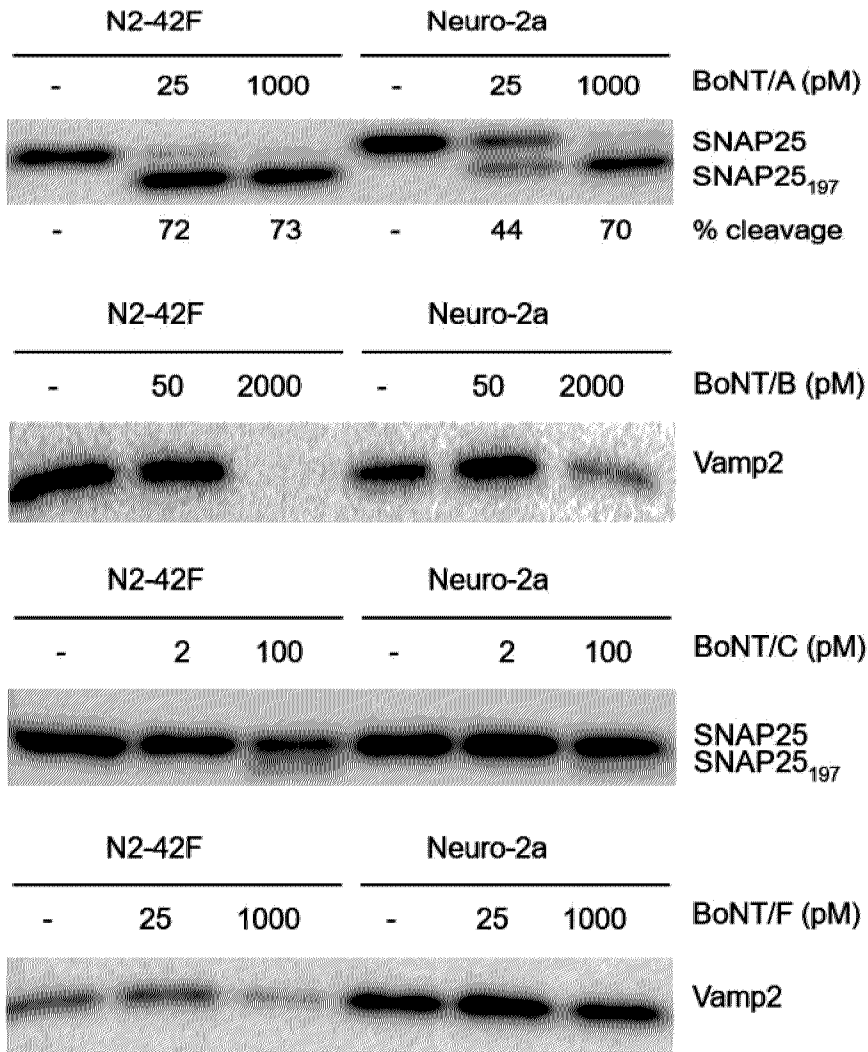 N2-42F Neuro-2a
- 25 1000 - 25 1000 BoNT/A (pM)
SNAP25
SNAP25₁₉₇
- 72 73 - 44 70 % cleavage
N2-42F Neuro-2a
- 50 2000 - 50 2000 BoNT/B (pM)
Vamp2
N2-42F Neuro-2a
- 2 100 - 2 100 BoNT/C (pM)
SNAP25
SNAP25₁₉₇
N2-42F Neuro-2a
- 25 1000 - 25 1000 BoNT/F (pM)
Vamp2